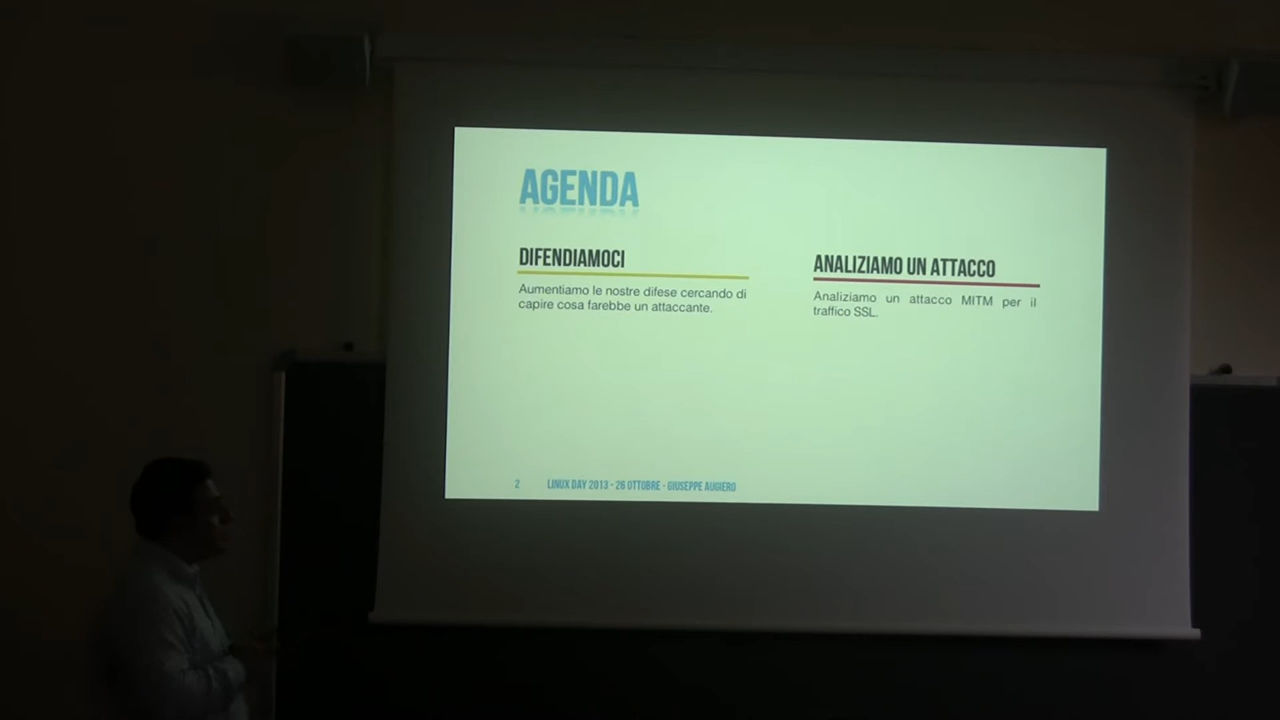 AGENDA
DIFENDIAMOCI
Aumentiamo le nostre difese cercando di
capire cosa farebbe un attaccante.
ANALIZIAMO UN ATTACCO
Analiziamo un attacco MITM per il
traffico SSL.
2 LINUX DAY 2013 - 26 OTTOBRE - GIUSEPPE AUGIERO